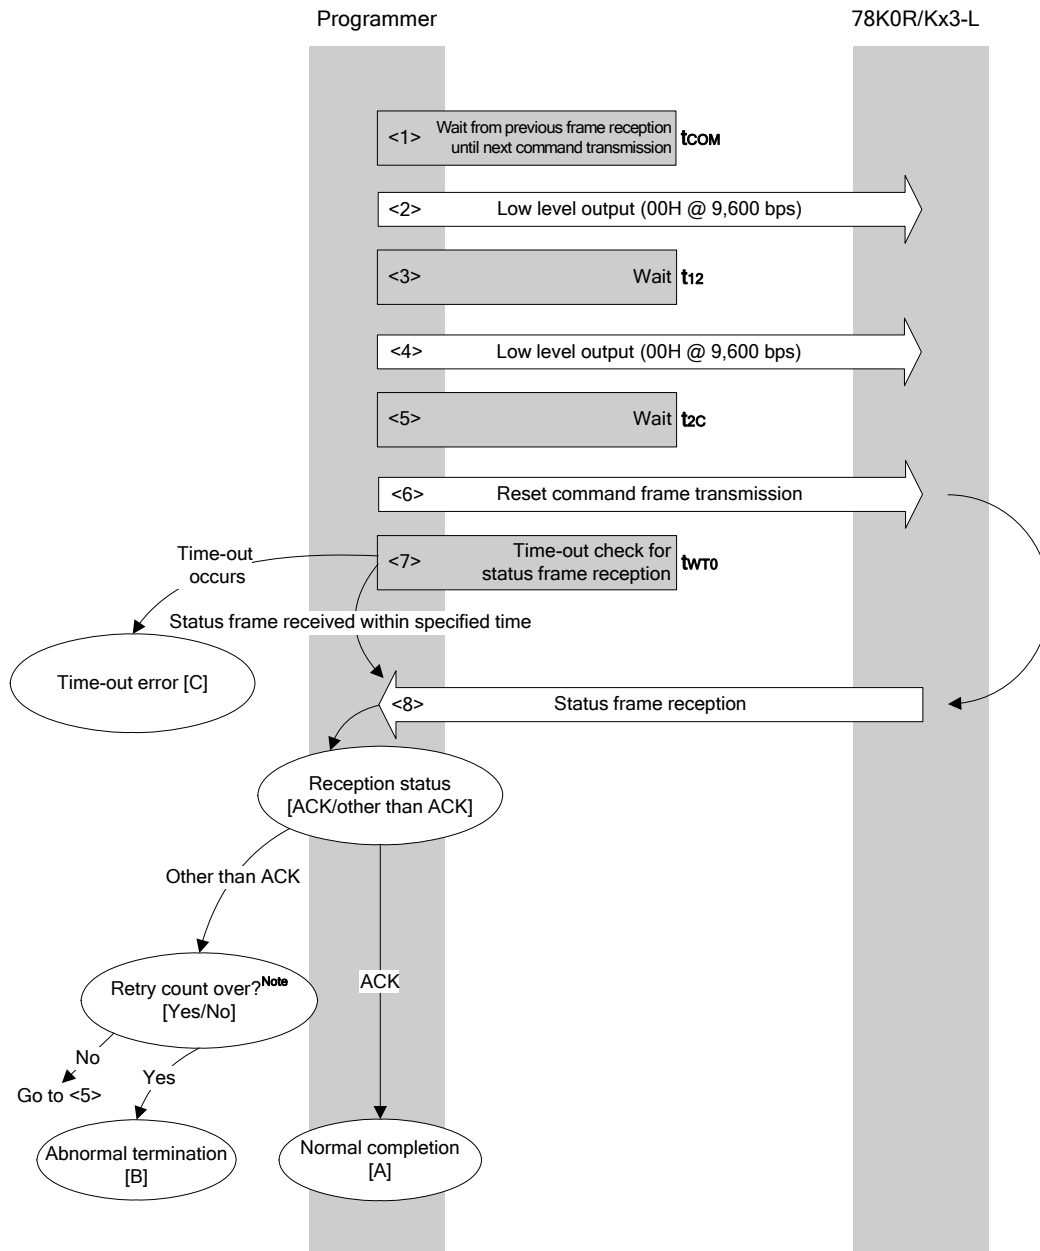 Programmer
78K0R/Kx3-L
<1> Wait from previous frame reception
until next command transmission
tCOM
<2> Low level output (00H @ 9,600 bps)
<3> Wait t12
<4> Low level output (00H @ 9,600 bps)
<5> Wait t2C
<6> Reset command frame transmission
<7> Time-out check for
status frame reception
tWT0
Time-out
occurs
Status frame received within specified time
Time-out error [C]
<8> Status frame reception
Reception status
[ACK/other than ACK]
Other than ACK
ACK
Retry count over?Note
[Yes/No]
No
Yes
Go to <5>
Abnormal termination
[B]
Normal completion
[A]